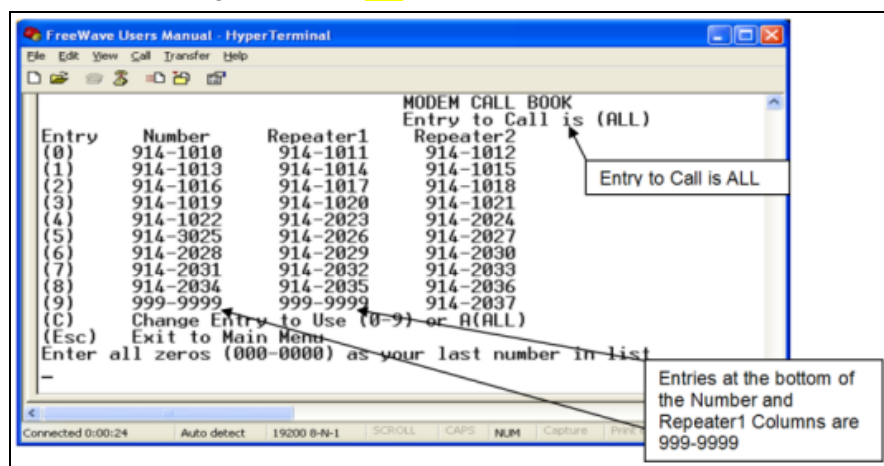 FreeWave Users Manual - HyperTerminal
File Edit View Call Transfer Help
MODEM CALL BOOK
Entry to Call is (ALL)
Entry Number Repeater1 Repeater2
(0) 914-1010 914-1011 914-1012
(1) 914-1013 914-1014 914-1015
(2) 914-1016 914-1017 914-1018
(3) 914-1019 914-1020 914-1021
(4) 914-1022 914-2023 914-2024
(5) 914-3025 914-2026 914-2027
(6) 914-2028 914-2029 914-2030
(7) 914-2031 914-2032 914-2033
(8) 914-2034 914-2035 914-2036
(9) 999-9999 999-9999 914-2037
(C) Change Entry to Use (0-9) or A(ALL)
(Esc) Exit to Main Menu
Enter all zeros (000-0000) as your last number in list
Entry to Call is ALL
Entries at the bottom of
the Number and
Repeater1 Columns are
999-9999
Connected 0:00:24 Auto detect 19200 8-N-1 SCROLL CAPS NUM Capture